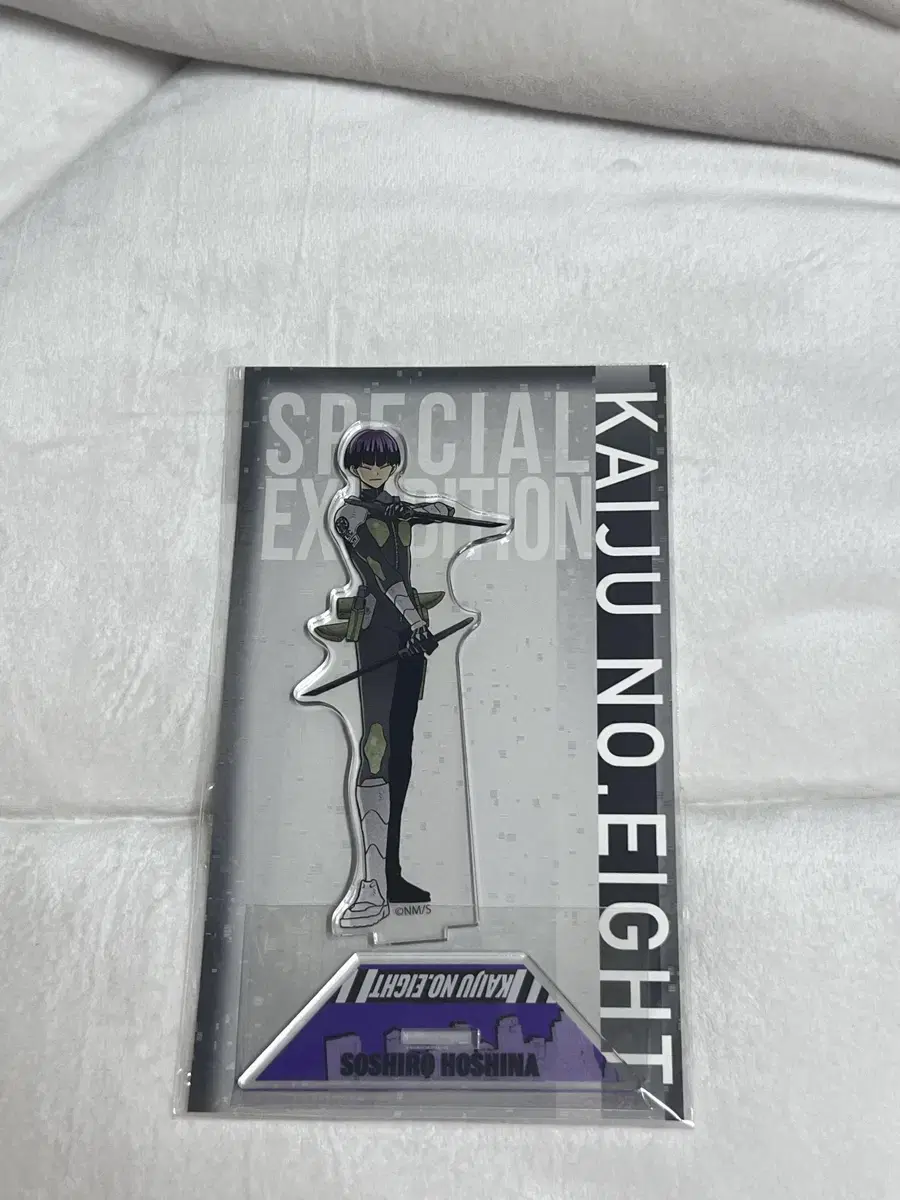 SPECIAL
EXHIBITION
KAIJU NO.EIGHT
©NM/S
KAIJU NO.EIGHT
SOSHIRO HOSHINA